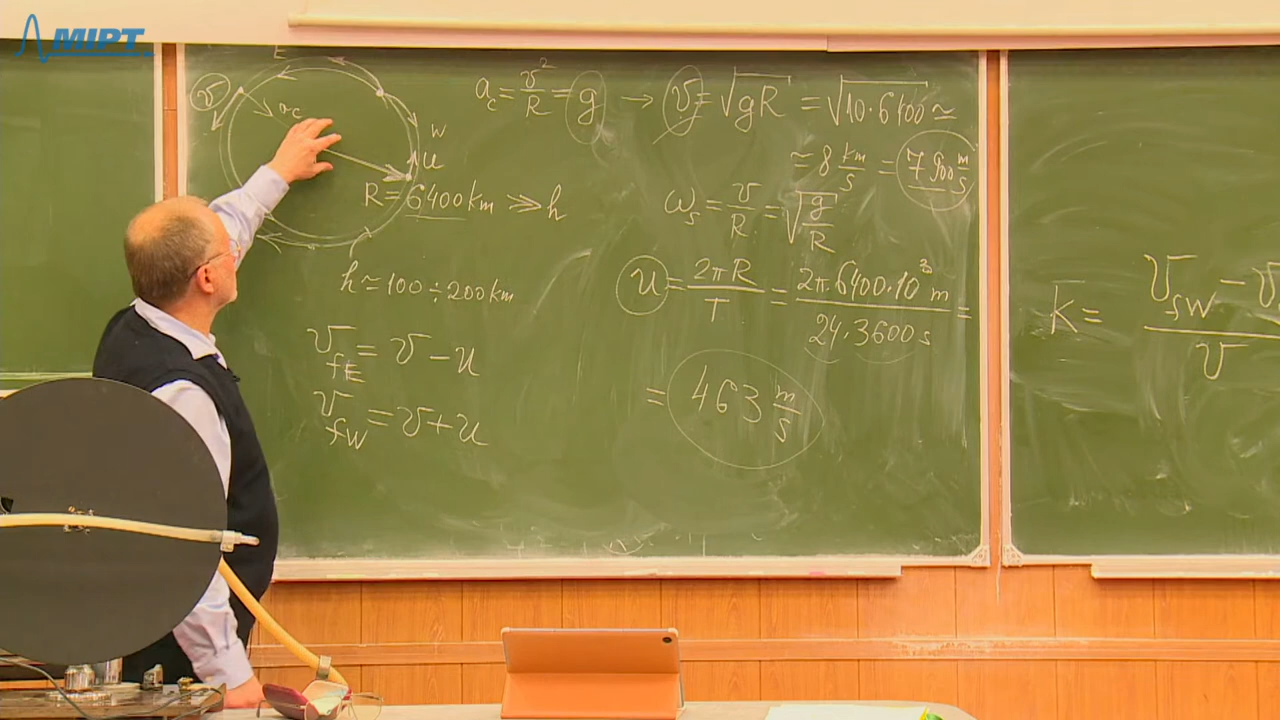 MIPT
E
v
a_c
W
u
R = 6400 km ≫ h
h ≈ 100 ÷ 200 km
v_fE = v − u
v_fW = v + u
a_c = v²/R = g → v = √(gR) = √(10·6400) ≃
≃ 8 km/s = 7900 m/s
ω_s = v/R = √(g/R)
u = 2πR/T = 2π·6400·10³ m / 24·3600 s =
= 463 m/s
K = v_fW − v / v